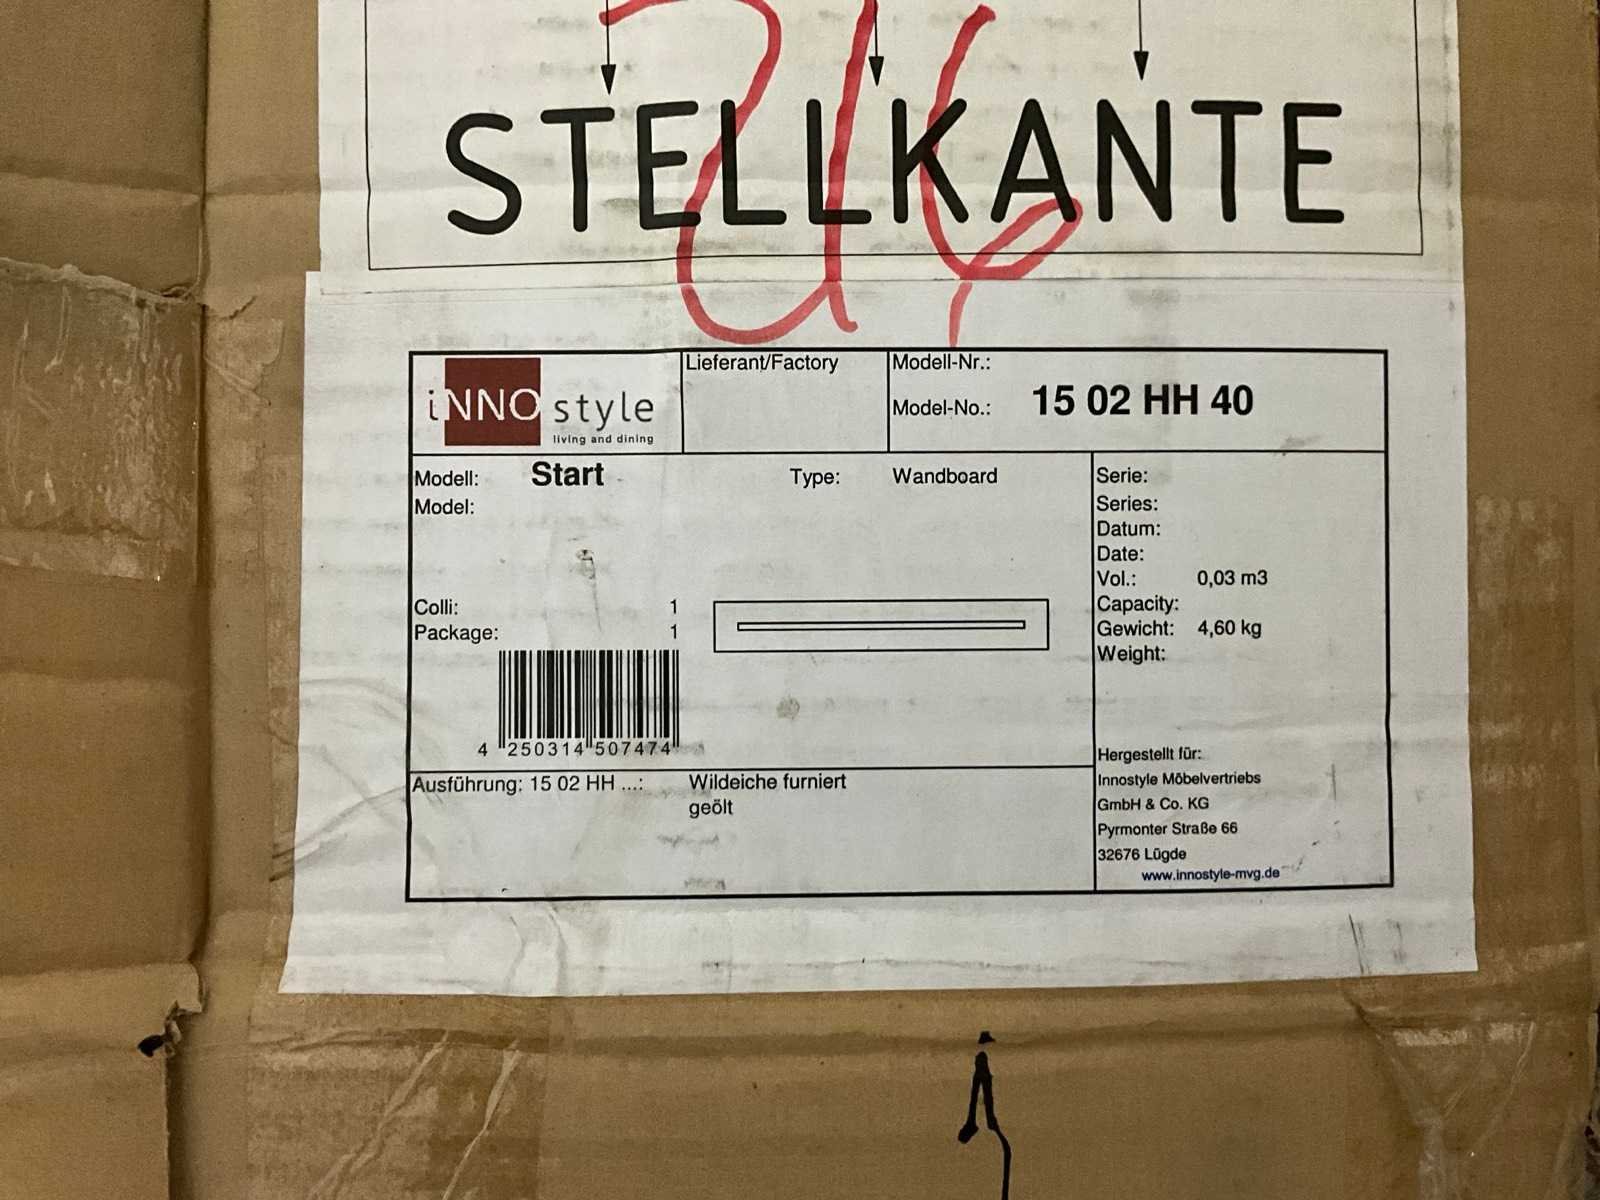 STELLKANTE
iNNO style
living and dining
Lieferant/Factory
Modell-Nr.:
Model-No.: 15 02 HH 40
Modell: Start
Model:
Type: Wandboard
Serie:
Series:
Datum:
Date:
Vol.: 0,03 m3
Capacity:
Gewicht: 4,60 kg
Weight:
Colli: 1
Package: 1
4 250314 507474
Ausführung: 15 02 HH ...: Wildeiche furniert
geölt
Hergestellt für:
Innostyle Möbelvertriebs
GmbH & Co. KG
Pyrmonter Straße 66
32676 Lügde
www.innostyle-mvg.de